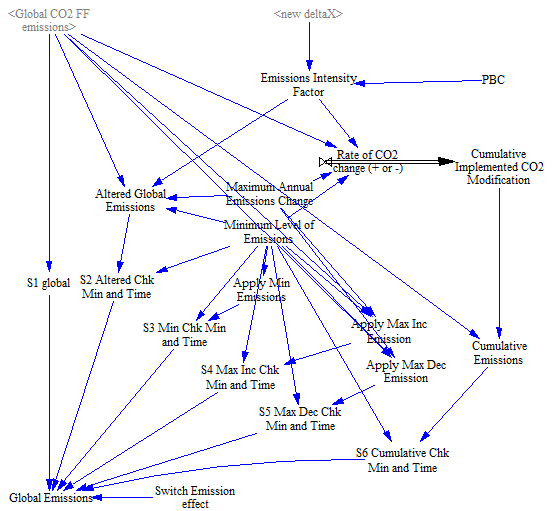 <Global CO2 FF
emissions>
<new deltaX>
Emissions Intensity
Factor
PBC
Rate of CO2
change (+ or -)
Cumulative
Implemented CO2
Modification
Altered Global
Emissions
Maximum Annual
Emissions Change
Minimum Level of
Emissions
S1 global
S2 Altered Chk
Min and Time
Apply Min
Emissions
S3 Min Chk Min
and Time
Apply Max Inc
Emission
Cumulative
Emissions
S4 Max Inc Chk
Min and Time
Apply Max Dec
Emission
S5 Max Dec Chk
Min and Time
S6 Cumulative Chk
Min and Time
Global Emissions
Switch Emission
effect